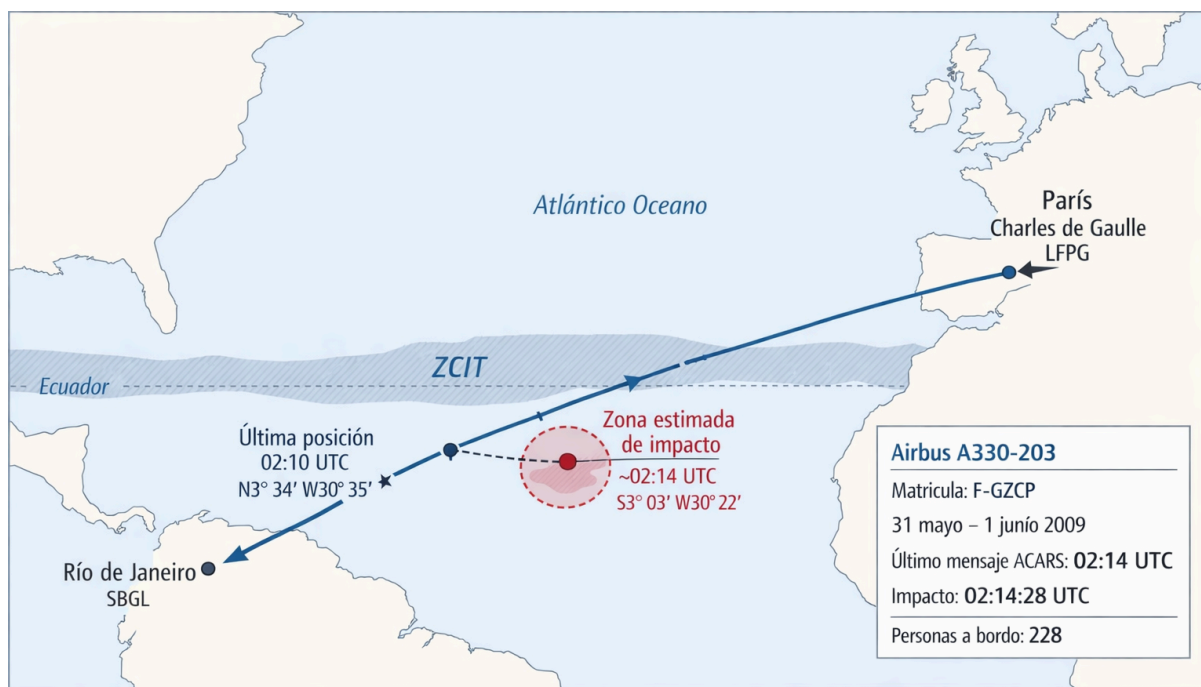 Atlántico Oceano
París
Charles de Gaulle
LFPG
ZCIT
Ecuador
Última posición
02:10 UTC
N3° 34′ W30° 35′
Zona estimada
de impacto
~02:14 UTC
S3° 03′ W30° 22′
Río de Janeiro
SBGL
Airbus A330-203
Matricula: F-GZCP
31 mayo – 1 junío 2009
Último mensaje ACARS: 02:14 UTC
Impacto: 02:14:28 UTC
Personas a bordo: 228